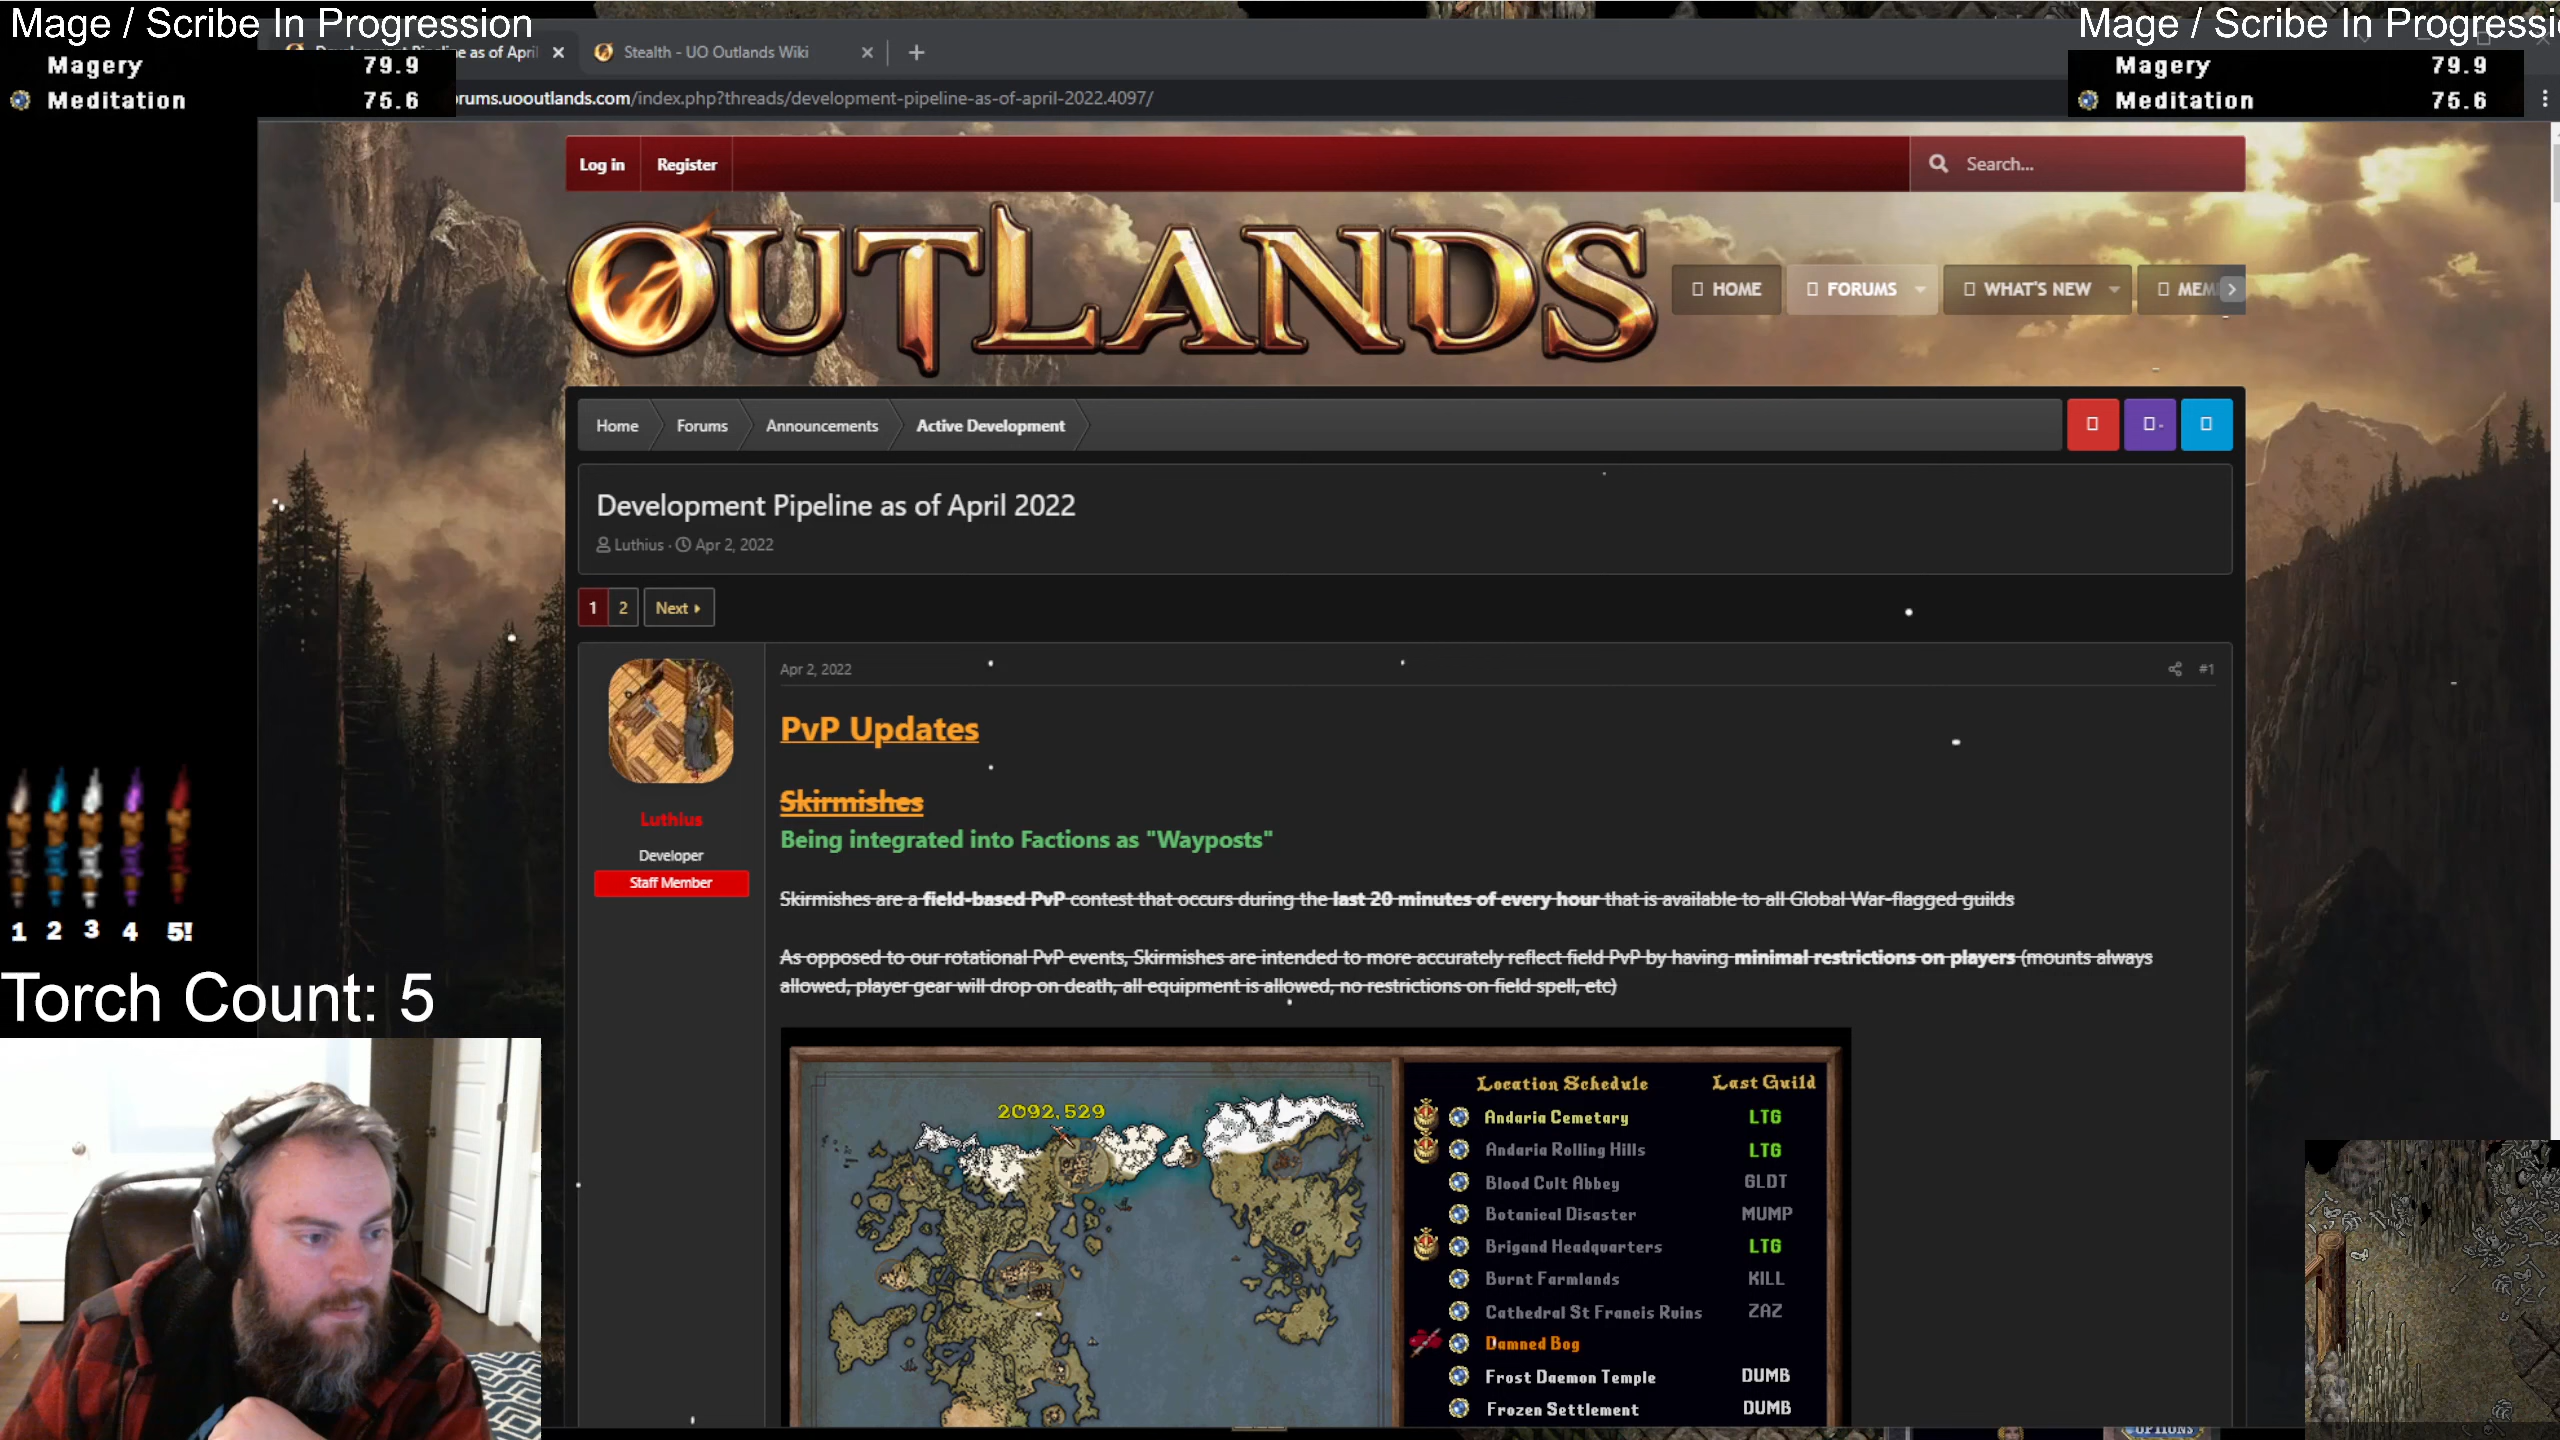 Mage / Scribe In Progression
Magery 79.9
Meditation 75.6
Mage / Scribe In Progressi
Magery 79.9
Meditation 75.6
e as of April
Stealth - UO Outlands Wiki
rums.uooutlands.com/index.php?threads/development-pipeline-as-of-april-2022.4097/
Log in Register
Search...
OUTLANDS
HOME FORUMS WHAT'S NEW MEM
Home Forums Announcements Active Development
Development Pipeline as of April 2022
Luthius · Apr 2, 2022
1 2 Next
Apr 2, 2022 #1
PvP Updates
Skirmishes
Being integrated into Factions as "Wayposts"
Luthius
Developer
Staff Member
Skirmishes are a field-based PvP contest that occurs during the last 20 minutes of every hour that is available to all Global War-flagged guilds
As opposed to our rotational PvP events, Skirmishes are intended to more accurately reflect field PvP by having minimal restrictions on players (mounts always
allowed, player gear will drop on death, all equipment is allowed, no restrictions on field spell, etc)
1 2 3 4 5!
Torch Count: 5
2092, 529
Location Schedule Last Guild
Andaria Cemetary LTG
Andaria Rolling Hills LTG
Blood Cult Abbey GLDT
Botanical Disaster MUMP
Brigand Headquarters LTG
Burnt Farmlands KILL
Cathedral St Francis Ruins ZAZ
Damned Bog
Frost Daemon Temple DUMB
Frozen Settlement DUMB
OPTIONS